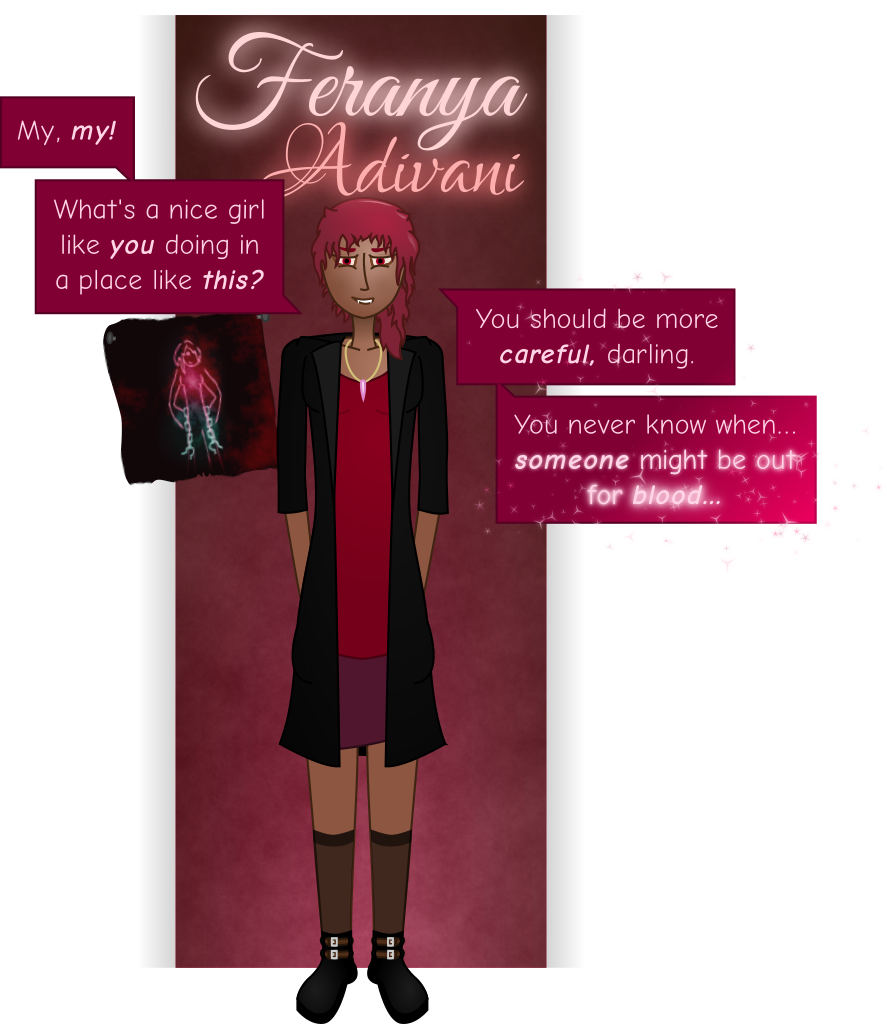 Feranya
Adivani
My, my!
What's a nice girl
like you doing in
a place like this?
You should be more
careful, darling.
You never know when...
someone might be out
for blood...